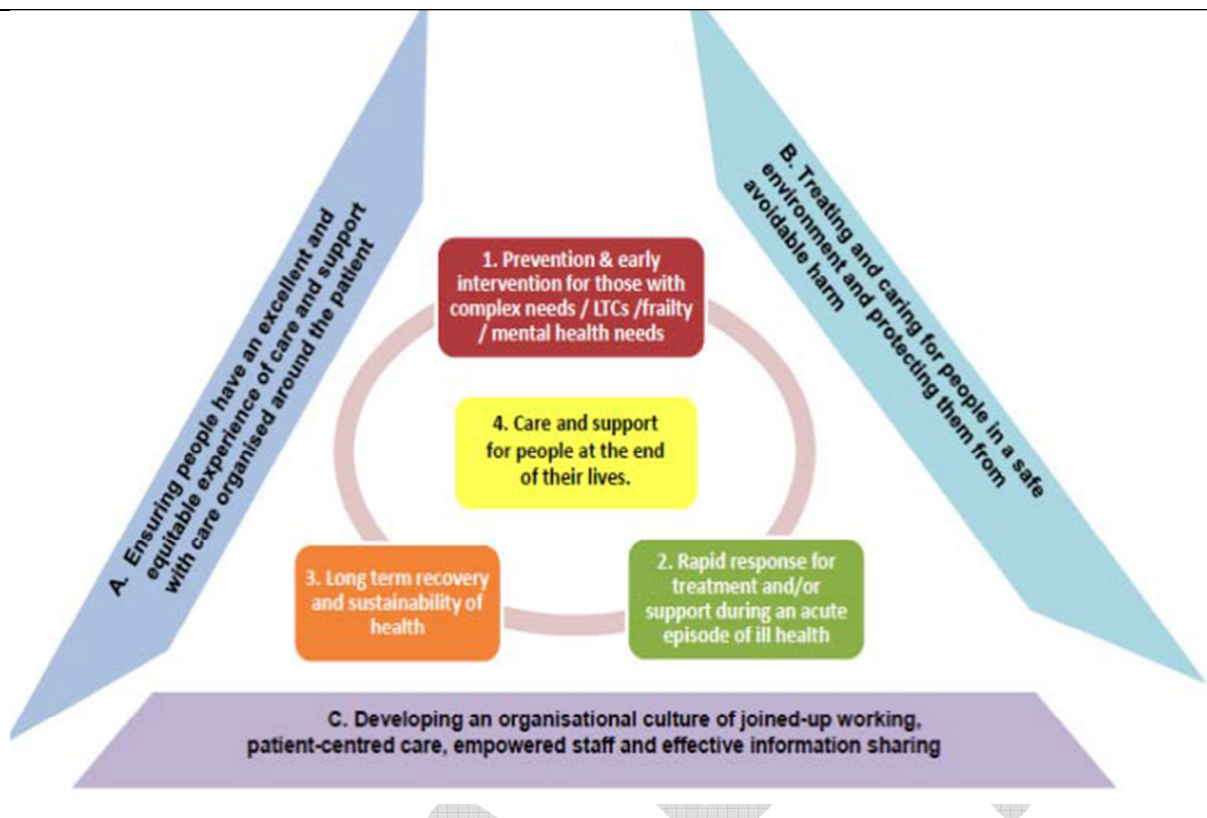 A. Ensuring people have an excellent and
equitable experience of care and support
with care organised around the patient
B. Treating and caring for people in a safe
environment and protecting them from
avoidable harm
1. Prevention & early
intervention for those with
complex needs / LTCs /frailty
/ mental health needs
4. Care and support
for people at the end
of their lives.
3. Long term recovery
and sustainability of
health
2. Rapid response for
treatment and/or
support during an acute
episode of ill health
C. Developing an organisational culture of joined-up working,
patient-centred care, empowered staff and effective information sharing